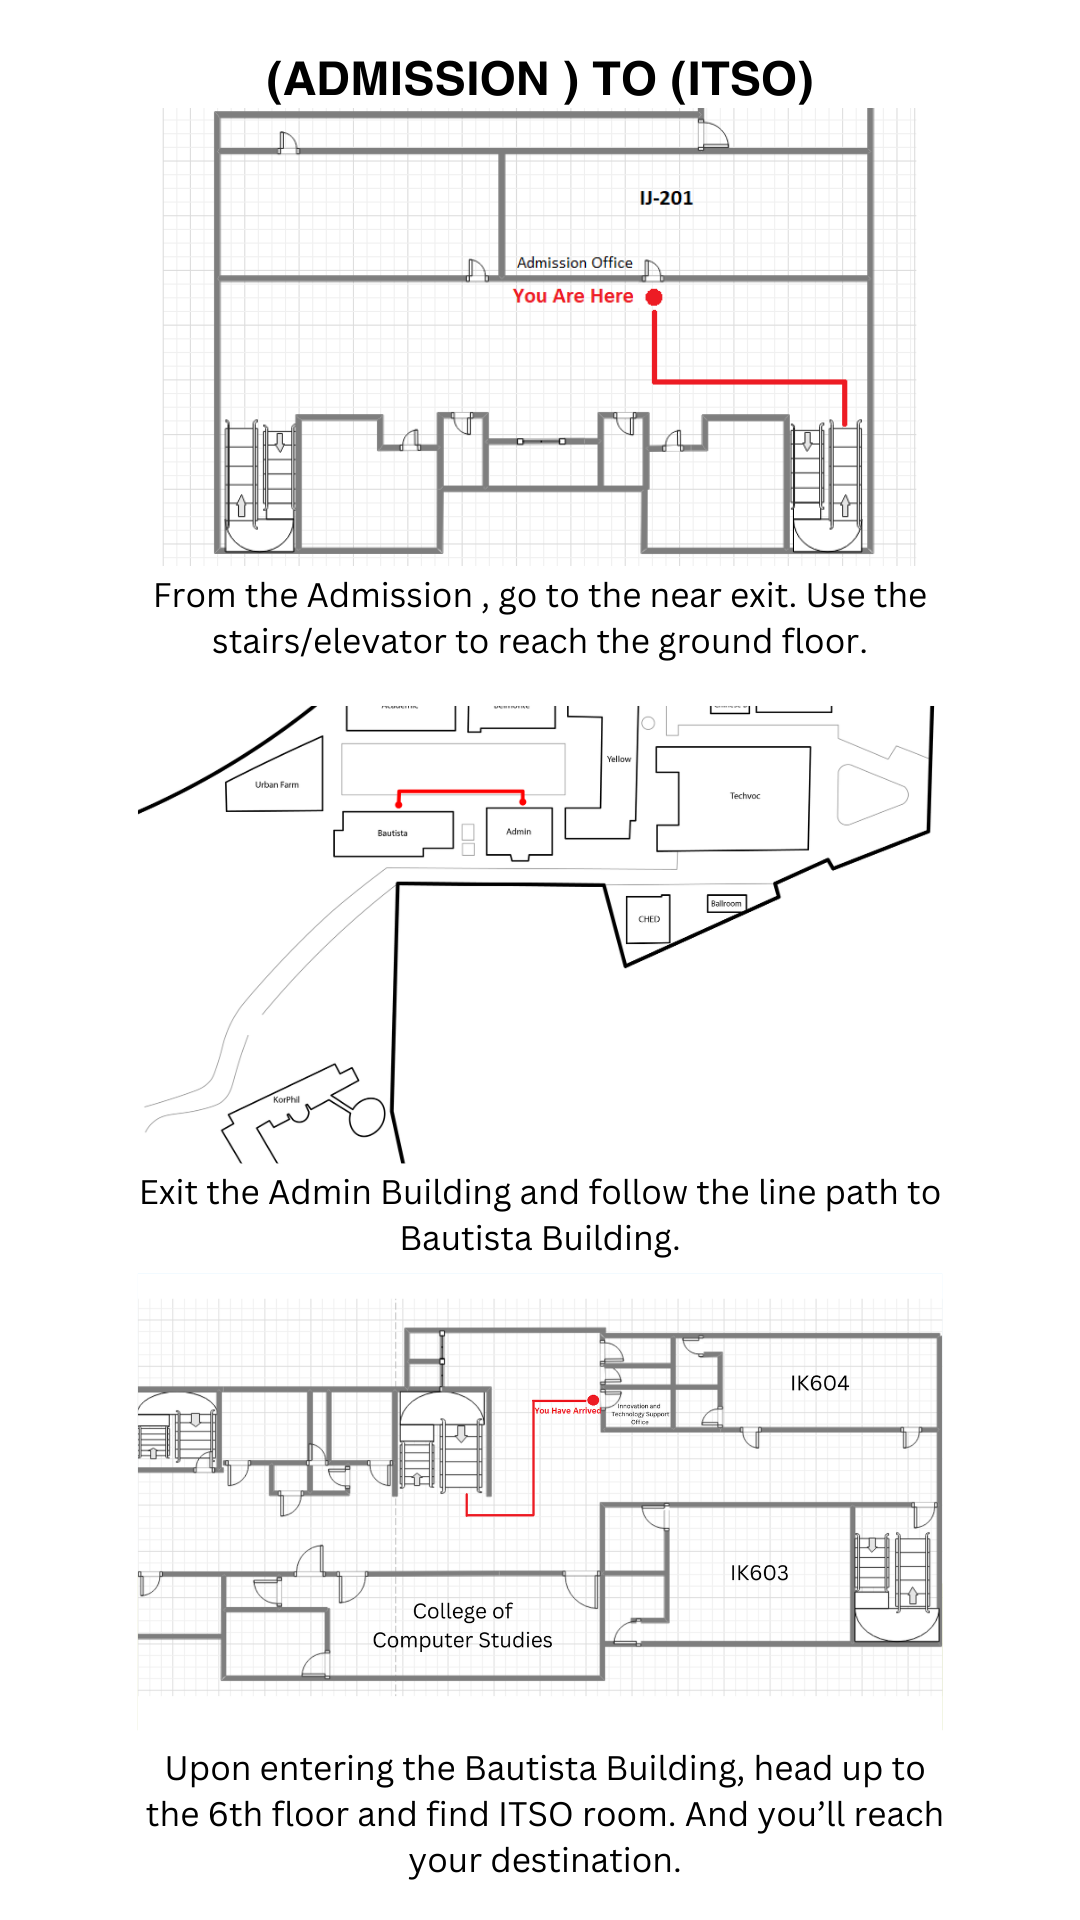 (ADMISSION ) TO (ITSO)
IJ-201
Admission Office
You Are Here
From the Admission , go to the near exit. Use the
stairs/elevator to reach the ground floor.
Academic
Belmonte
Urban Farm
Yellow
Techvoc
Bautista
Admin
CHED
Ballroom
KorPhil
Exit the Admin Building and follow the line path to
Bautista Building.
IK604
You Have Arrived
Innovation and
Technology Support
Office
IK603
College of
Computer Studies
Upon entering the Bautista Building, head up to
the 6th floor and find ITSO room. And you’ll reach
your destination.